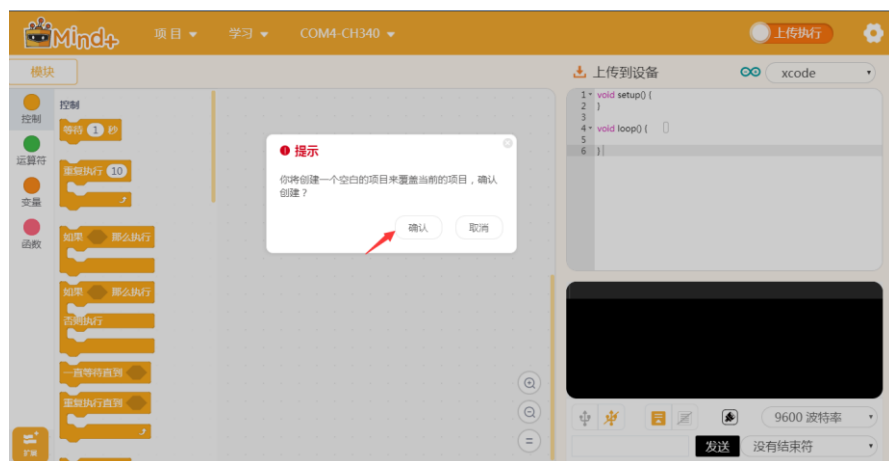 Mind+
项目
学习
COM4-CH340
上传执行
模块
上传到设备
xcode
控制
运算符
变量
函数
控制
等待 1 秒
重复执行 10
如果 那么执行
如果 那么执行
否则执行
一直等待直到
重复执行直到
扩展
提示
你将创建一个空白的项目来覆盖当前的项目，确认
创建？
确认
取消
1 void setup() {
2 }
3
4 void loop() {
5
6 }
9600 波特率
发送
没有结束符